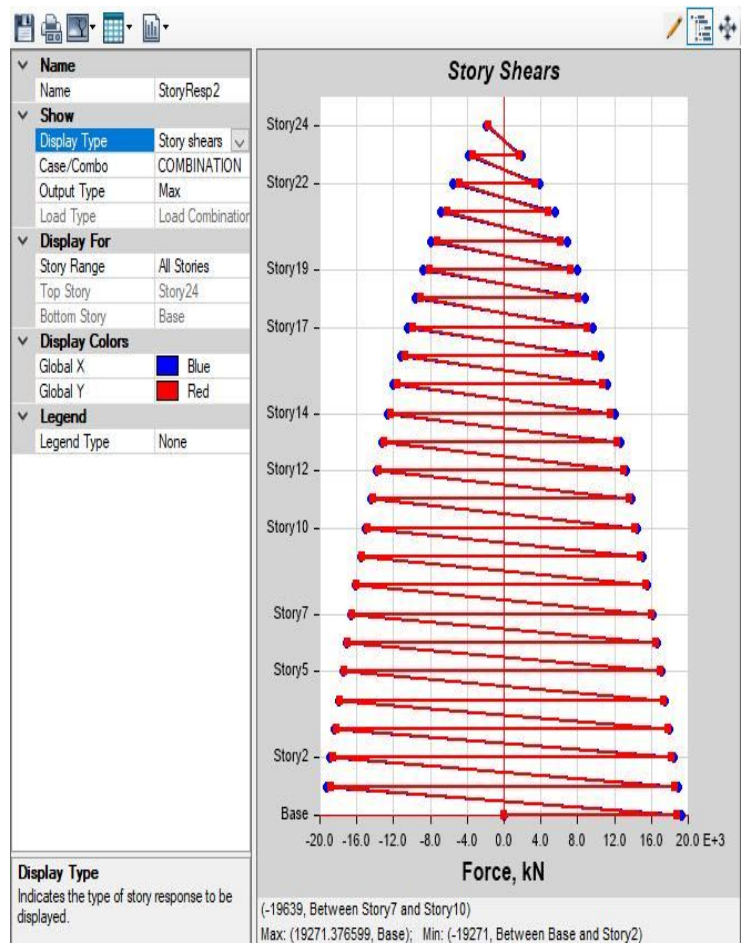 Name
Name StoryResp2
Show
Display Type Story shears
Case/Combo COMBINATION
Output Type Max
Load Type Load Combination
Display For
Story Range All Stories
Top Story Story24
Bottom Story Base
Display Colors
Global X Blue
Global Y Red
Legend
Legend Type None
Display Type
Indicates the type of story response to be
displayed.
Story Shears
Story24
Story22
Story19
Story17
Story14
Story12
Story10
Story7
Story5
Story2
Base
-20.0 -16.0 -12.0 -8.0 -4.0 0.0 4.0 8.0 12.0 16.0 20.0 E+3
Force, kN
(-19639, Between Story7 and Story10)
Max: (19271.376599, Base); Min: (-19271, Between Base and Story2)